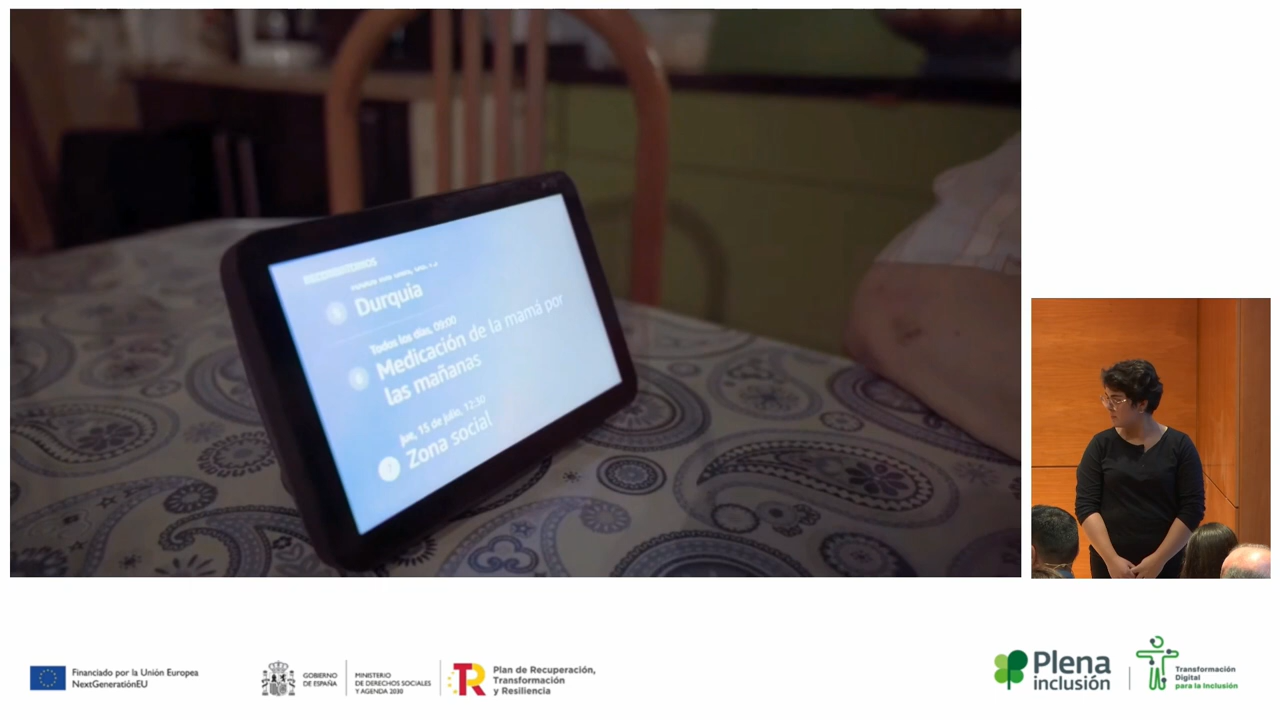 RECORDATORIOS
Durquia
Todos los días, 09:00
Medicación de la mamá por
las mañanas
jue, 15 de julio, 12:30
Zona social
Financiado por la Unión Europea
NextGenerationEU
GOBIERNO
DE ESPAÑA
MINISTERIO
DE DERECHOS SOCIALES
Y AGENDA 2030
Plan de Recuperación,
Transformación
y Resiliencia
Plena
inclusión
Transformación
Digital
para la Inclusión